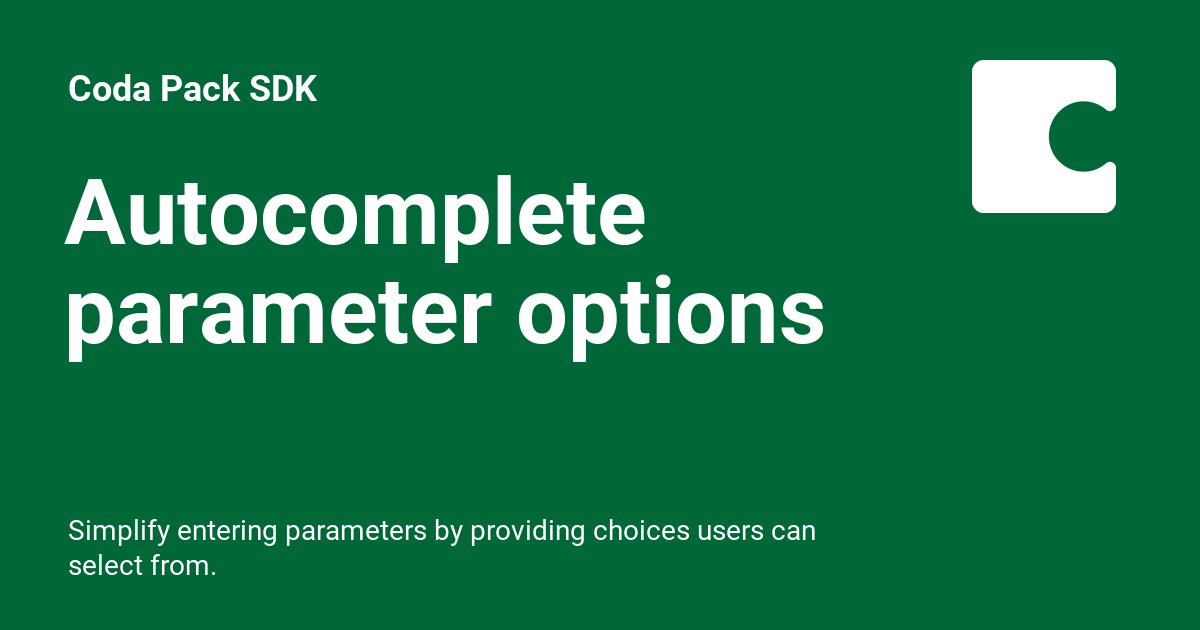 Coda Pack SDK
Autocomplete
parameter options
Simplify entering parameters by providing choices users can
select from.